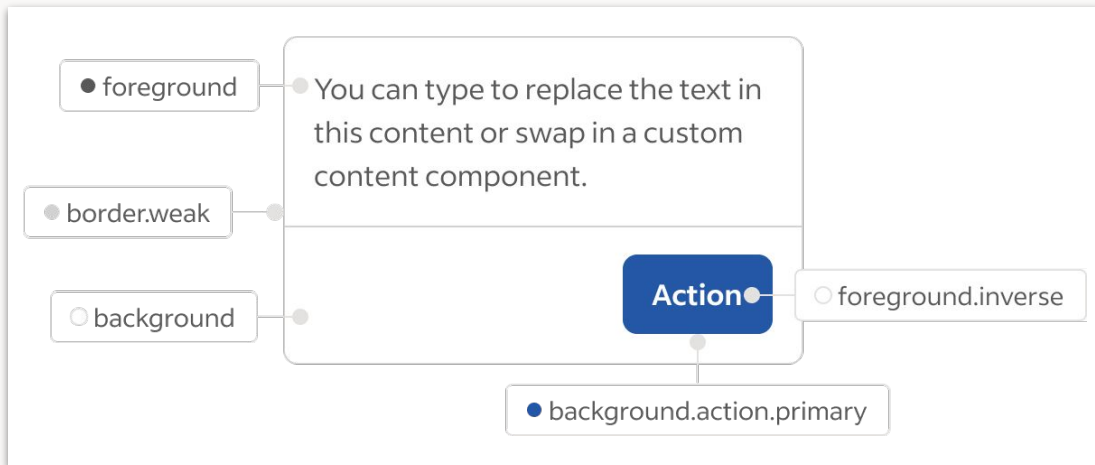 foreground
You can type to replace the text in
this content or swap in a custom
content component.
border.weak
background
Action
foreground.inverse
background.action.primary